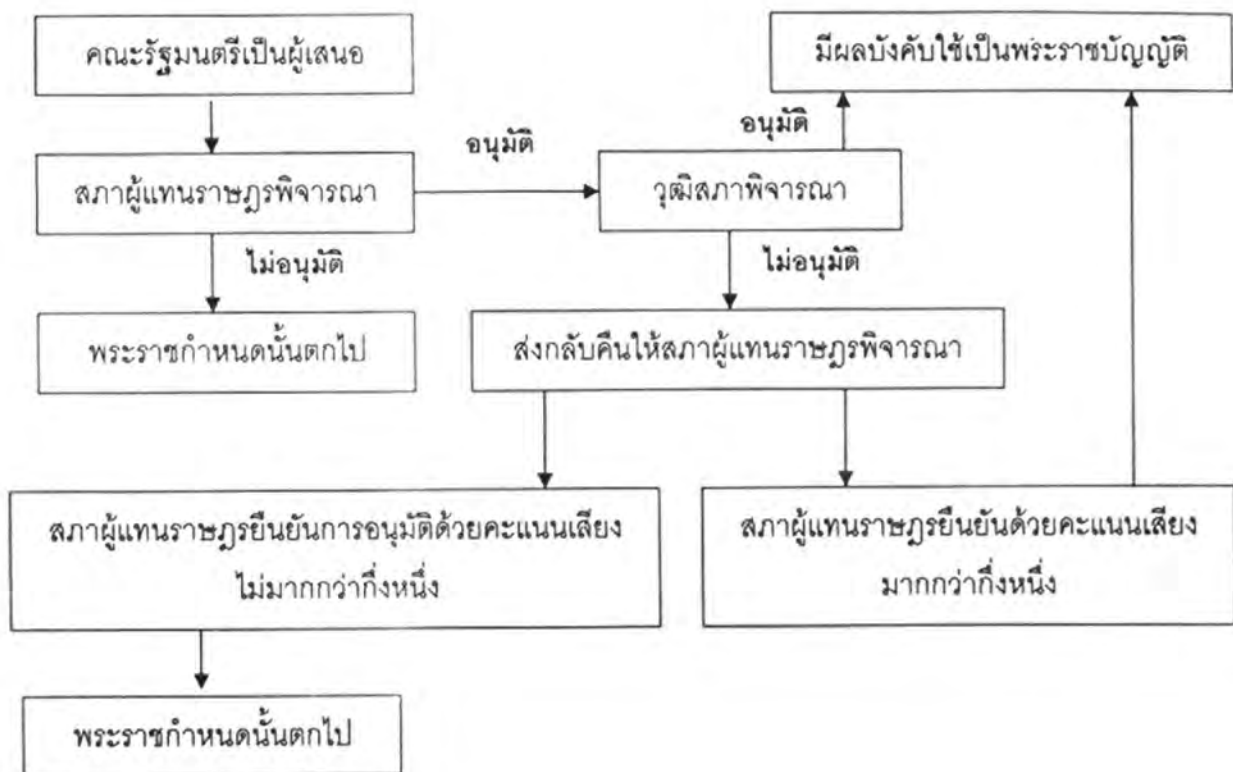 คณะรัฐมนตรีเป็นผู้เสนอ
มีผลบังคับใช้เป็นพระราชบัญญัติ
อนุมัติ
อนุมัติ
สภาผู้แทนราษฎรพิจารณา
วุฒิสภาพิจารณา
ไม่อนุมัติ
ไม่อนุมัติ
พระราชกำหนดนั้นตกไป
ส่งกลับคืนให้สภาผู้แทนราษฎรพิจารณา
สภาผู้แทนราษฎรยืนยันการอนุมัติด้วยคะแนนเสียง
ไม่มากกว่ากึ่งหนึ่ง
สภาผู้แทนราษฎรยืนยันด้วยคะแนนเสียง
มากกว่ากึ่งหนึ่ง
พระราชกำหนดนั้นตกไป